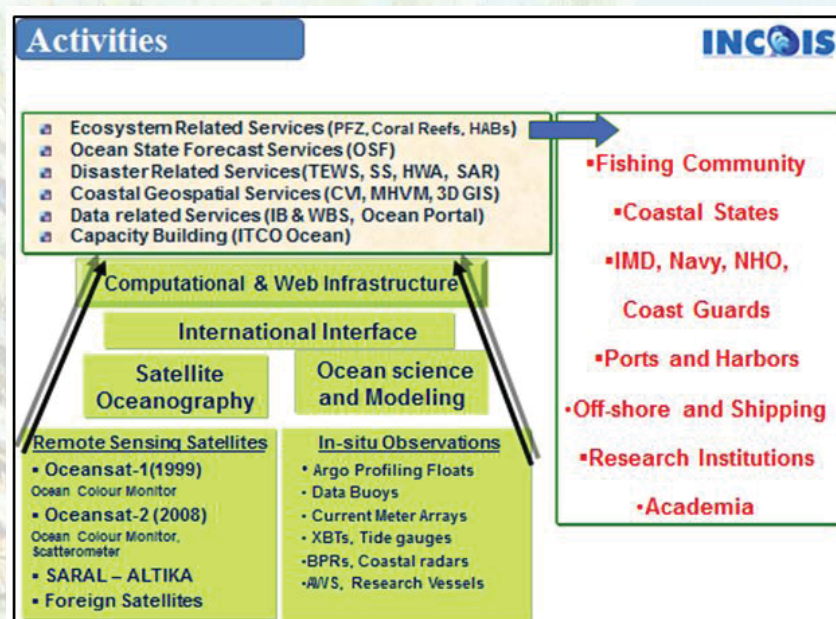 Activities
INCOIS
Ecosystem Related Services (PFZ, Coral Reefs, HABs)
Ocean State Forecast Services (OSF)
Disaster Related Services(TEWS, SS, HWA, SAR)
Coastal Geospatial Services (CVI, MHVM, 3D GIS)
Data related Services (IB & WBS, Ocean Portal)
Capacity Building (ITCO Ocean)
Computational & Web Infrastructure
International Interface
Satellite
Oceanography
Ocean science
and Modeling
Remote Sensing Satellites
▪ Oceansat-1(1999)
Ocean Colour Monitor
▪ Oceansat-2 (2008)
Ocean Colour Monitor,
Scatterometer
▪ SARAL – ALTIKA
▪ Foreign Satellites
In-situ Observations
• Argo Profiling Floats
• Data Buoys
• Current Meter Arrays
• XBTs, Tide gauges
•BPRs, Coastal radars
•AWS, Research Vessels
▪Fishing Community
▪Coastal States
▪IMD, Navy, NHO,
Coast Guards
▪Ports and Harbors
•Off-shore and Shipping
▪Research Institutions
•Academia